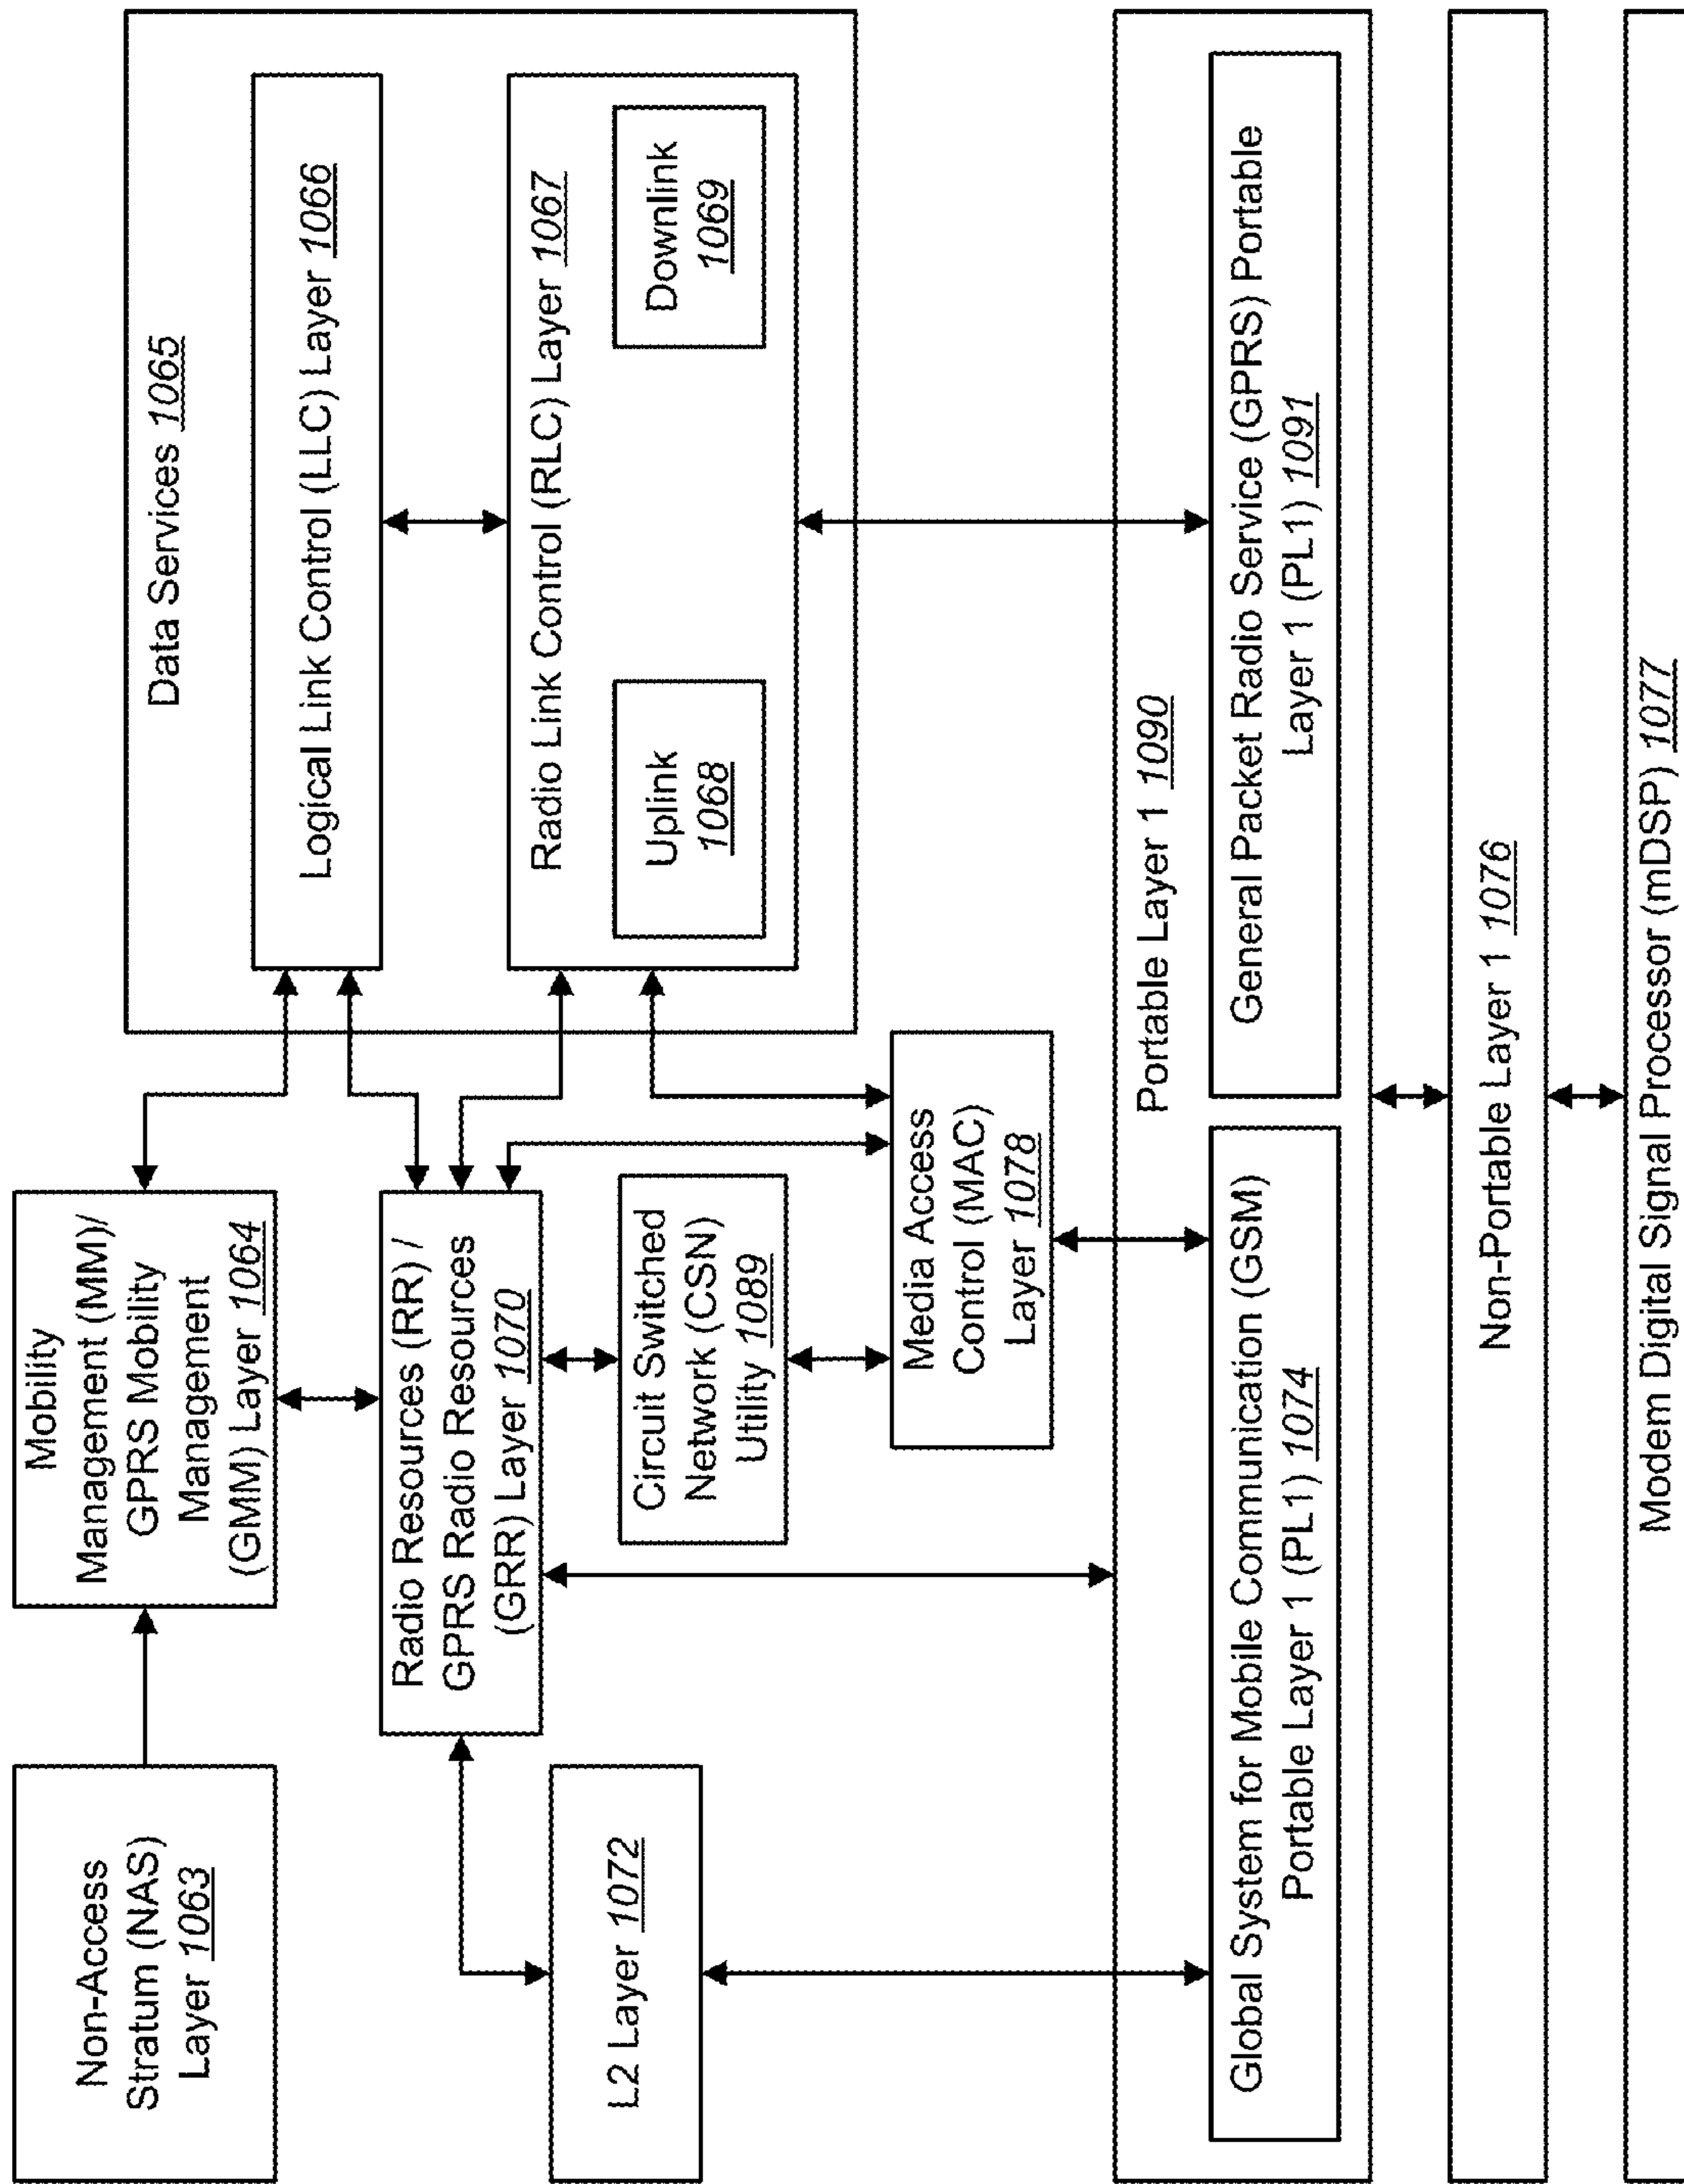 Non-Access
Stratum (NAS)
Layer 1063
Mobility
Management (MM)/
GPRS Mobility
Management
(GMM) Layer 1064
Data Services 1065
Logical Link Control (LLC) Layer 1066
Radio Link Control (RLC) Layer 1067
Uplink
1068
Downlink
1069
Radio Resources (RR) /
GPRS Radio Resources
(GRR) Layer 1070
L2 Layer 1072
Circuit Switched
Network (CSN)
Utility 1089
Media Access
Control (MAC)
Layer 1078
Portable Layer 1 1090
Global System for Mobile Communication (GSM)
Portable Layer 1 (PL1) 1074
General Packet Radio Service (GPRS) Portable
Layer 1 (PL1) 1091
Non-Portable Layer 1 1076
Modem Digital Signal Processor (mDSP) 1077